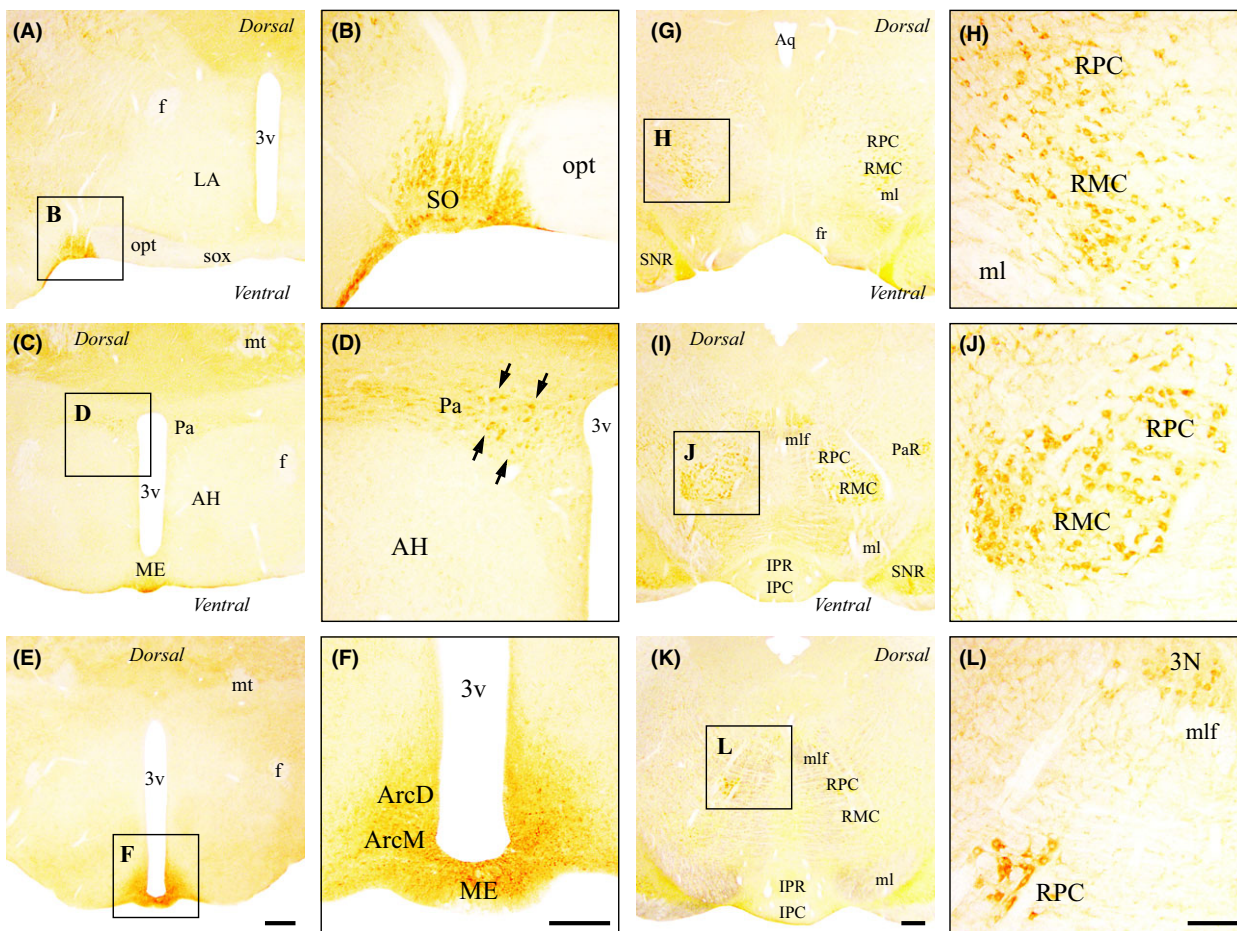 (A)
Dorsal
f
3v
LA
B
opt
sox
Ventral
(B)
opt
SO
(G)
Aq
Dorsal
H
RPC
RMC
ml
fr
SNR
Ventral
(H)
RPC
RMC
ml
(C)
Dorsal
mt
D
Pa
f
3v
AH
ME
Ventral
(D)
Pa
3v
AH
(I)
Dorsal
mlf
J
RPC
PaR
RMC
ml
IPR
SNR
IPC
Ventral
(J)
RPC
RMC
(E)
Dorsal
mt
3v
f
F
(F)
3v
ArcD
ArcM
ME
(K)
Dorsal
L
mlf
RPC
RMC
ml
IPR
IPC
(L)
3N
mlf
RPC